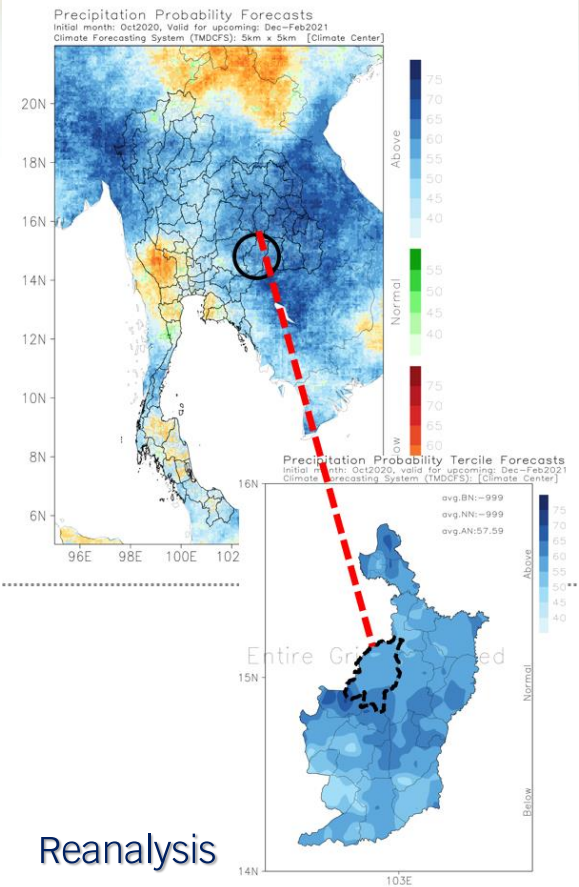 Precipitation Probability Forecasts
Initial month: Oct2020, Valid for upcoming: Dec-Feb2021
Climate Forecasting System (TMDCFS): 5km x 5km [Climate Center]
20N
18N
16N
14N
12N
10N
8N
6N
96E 98E 100E 102
Above
75
70
65
60
55
50
45
40
Normal
55
50
45
40
75
70
65
60
ow
Precipitation Probability Tercile Forecasts
Initial month: Oct2020, valid for upcoming: Dec-Feb2021
Climate Forecasting System (TMDCFS): [Climate Center]
16N
15N
14N
103E
avg.BN:-999
avg.NN:-999
avg.AN:57.59
Above
75
70
65
60
55
50
45
40
Normal
Below
Entire Gri ed
Reanalysis